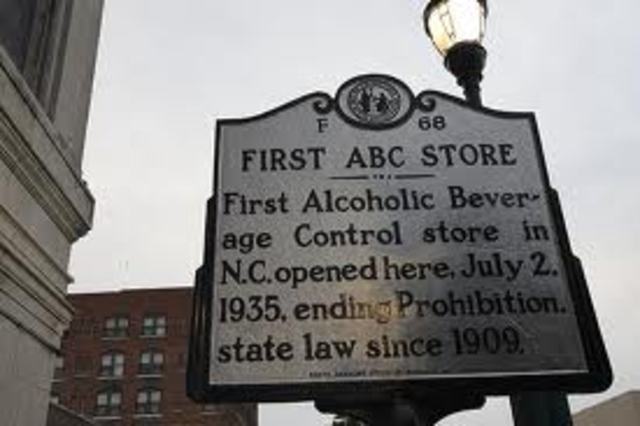 F 68
FIRST ABC STORE
First Alcoholic Bever-
age Control store in
N.C. opened here, July 2,
1935, ending Prohibition,
state law since 1909.